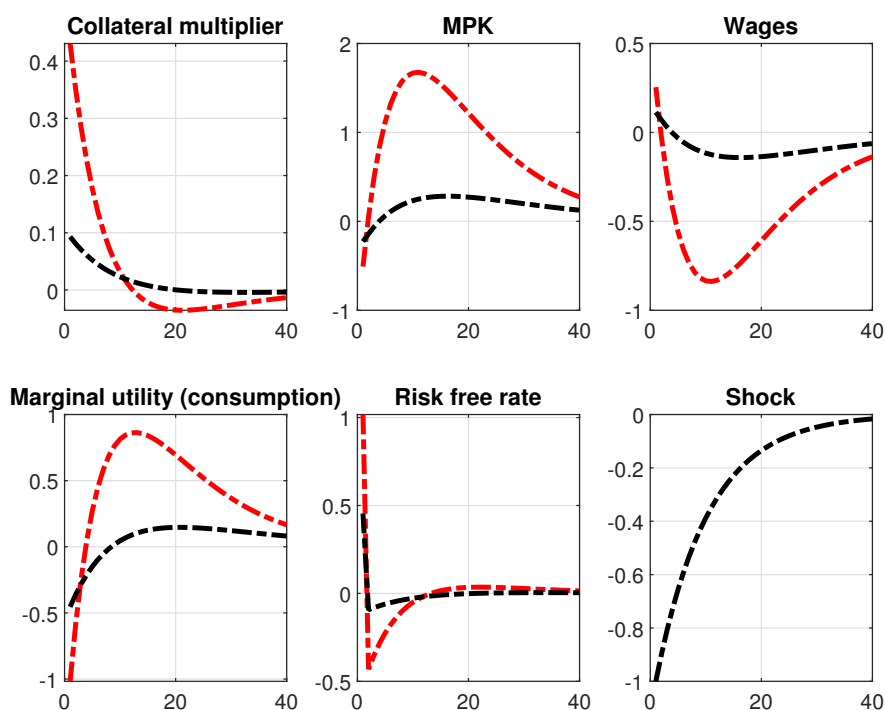 Collateral multiplier
MPK
Wages
0.4
0.3
0.2
0.1
0
0 20 40
2
1
0
-1
0 20 40
0.5
0
-0.5
-1
0 20 40
Marginal utility (consumption)
Risk free rate
Shock
1
0.5
0
-0.5
-1
0 20 40
1
0.5
0
-0.5
0 20 40
0
-0.2
-0.4
-0.6
-0.8
-1
0 20 40